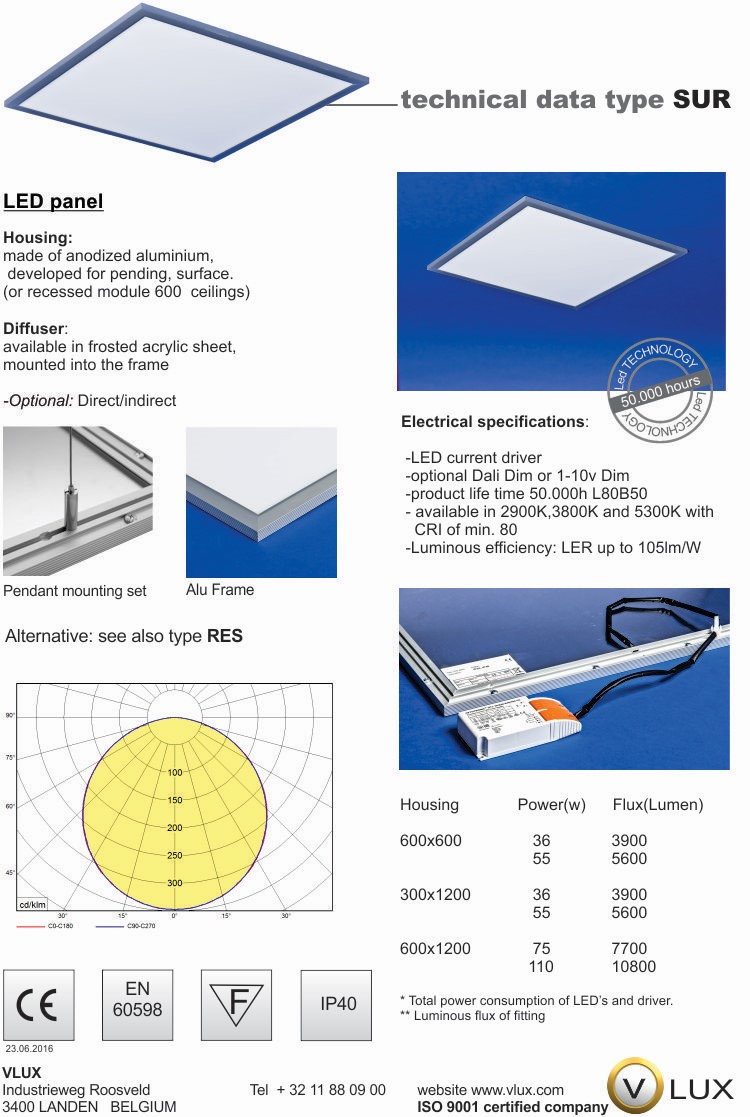 technical data type SUR
LED panel
Housing:
made of anodized aluminium,
developed for pending, surface.
(or recessed module 600 ceilings)
Diffuser:
available in frosted acrylic sheet,
mounted into the frame
-Optional: Direct/indirect
Pendant mounting set
Alu Frame
Alternative: see also type RES
90°
75°
60°
45°
100
150
200
250
300
cd/klm
30°
15°
0°
15°
30°
C0-C180
C90-C270
CE
EN
60598
F
IP40
23.06.2016
Led TECHNOLOGY
50.000 hours
Led TECHNOLOGY
Electrical specifications:
-LED current driver
-optional Dali Dim or 1-10v Dim
-product life time 50.000h L80B50
- available in 2900K,3800K and 5300K with
CRI of min. 80
-Luminous efficiency: LER up to 105lm/W
Housing Power(w) Flux(Lumen)
600x600 36 3900
55 5600
300x1200 36 3900
55 5600
600x1200 75 7700
110 10800
* Total power consumption of LED's and driver.
** Luminous flux of fitting
VLUX
Industrieweg Roosveld
3400 LANDEN BELGIUM
Tel + 32 11 88 09 00
website www.vlux.com
ISO 9001 certified company
V LUX